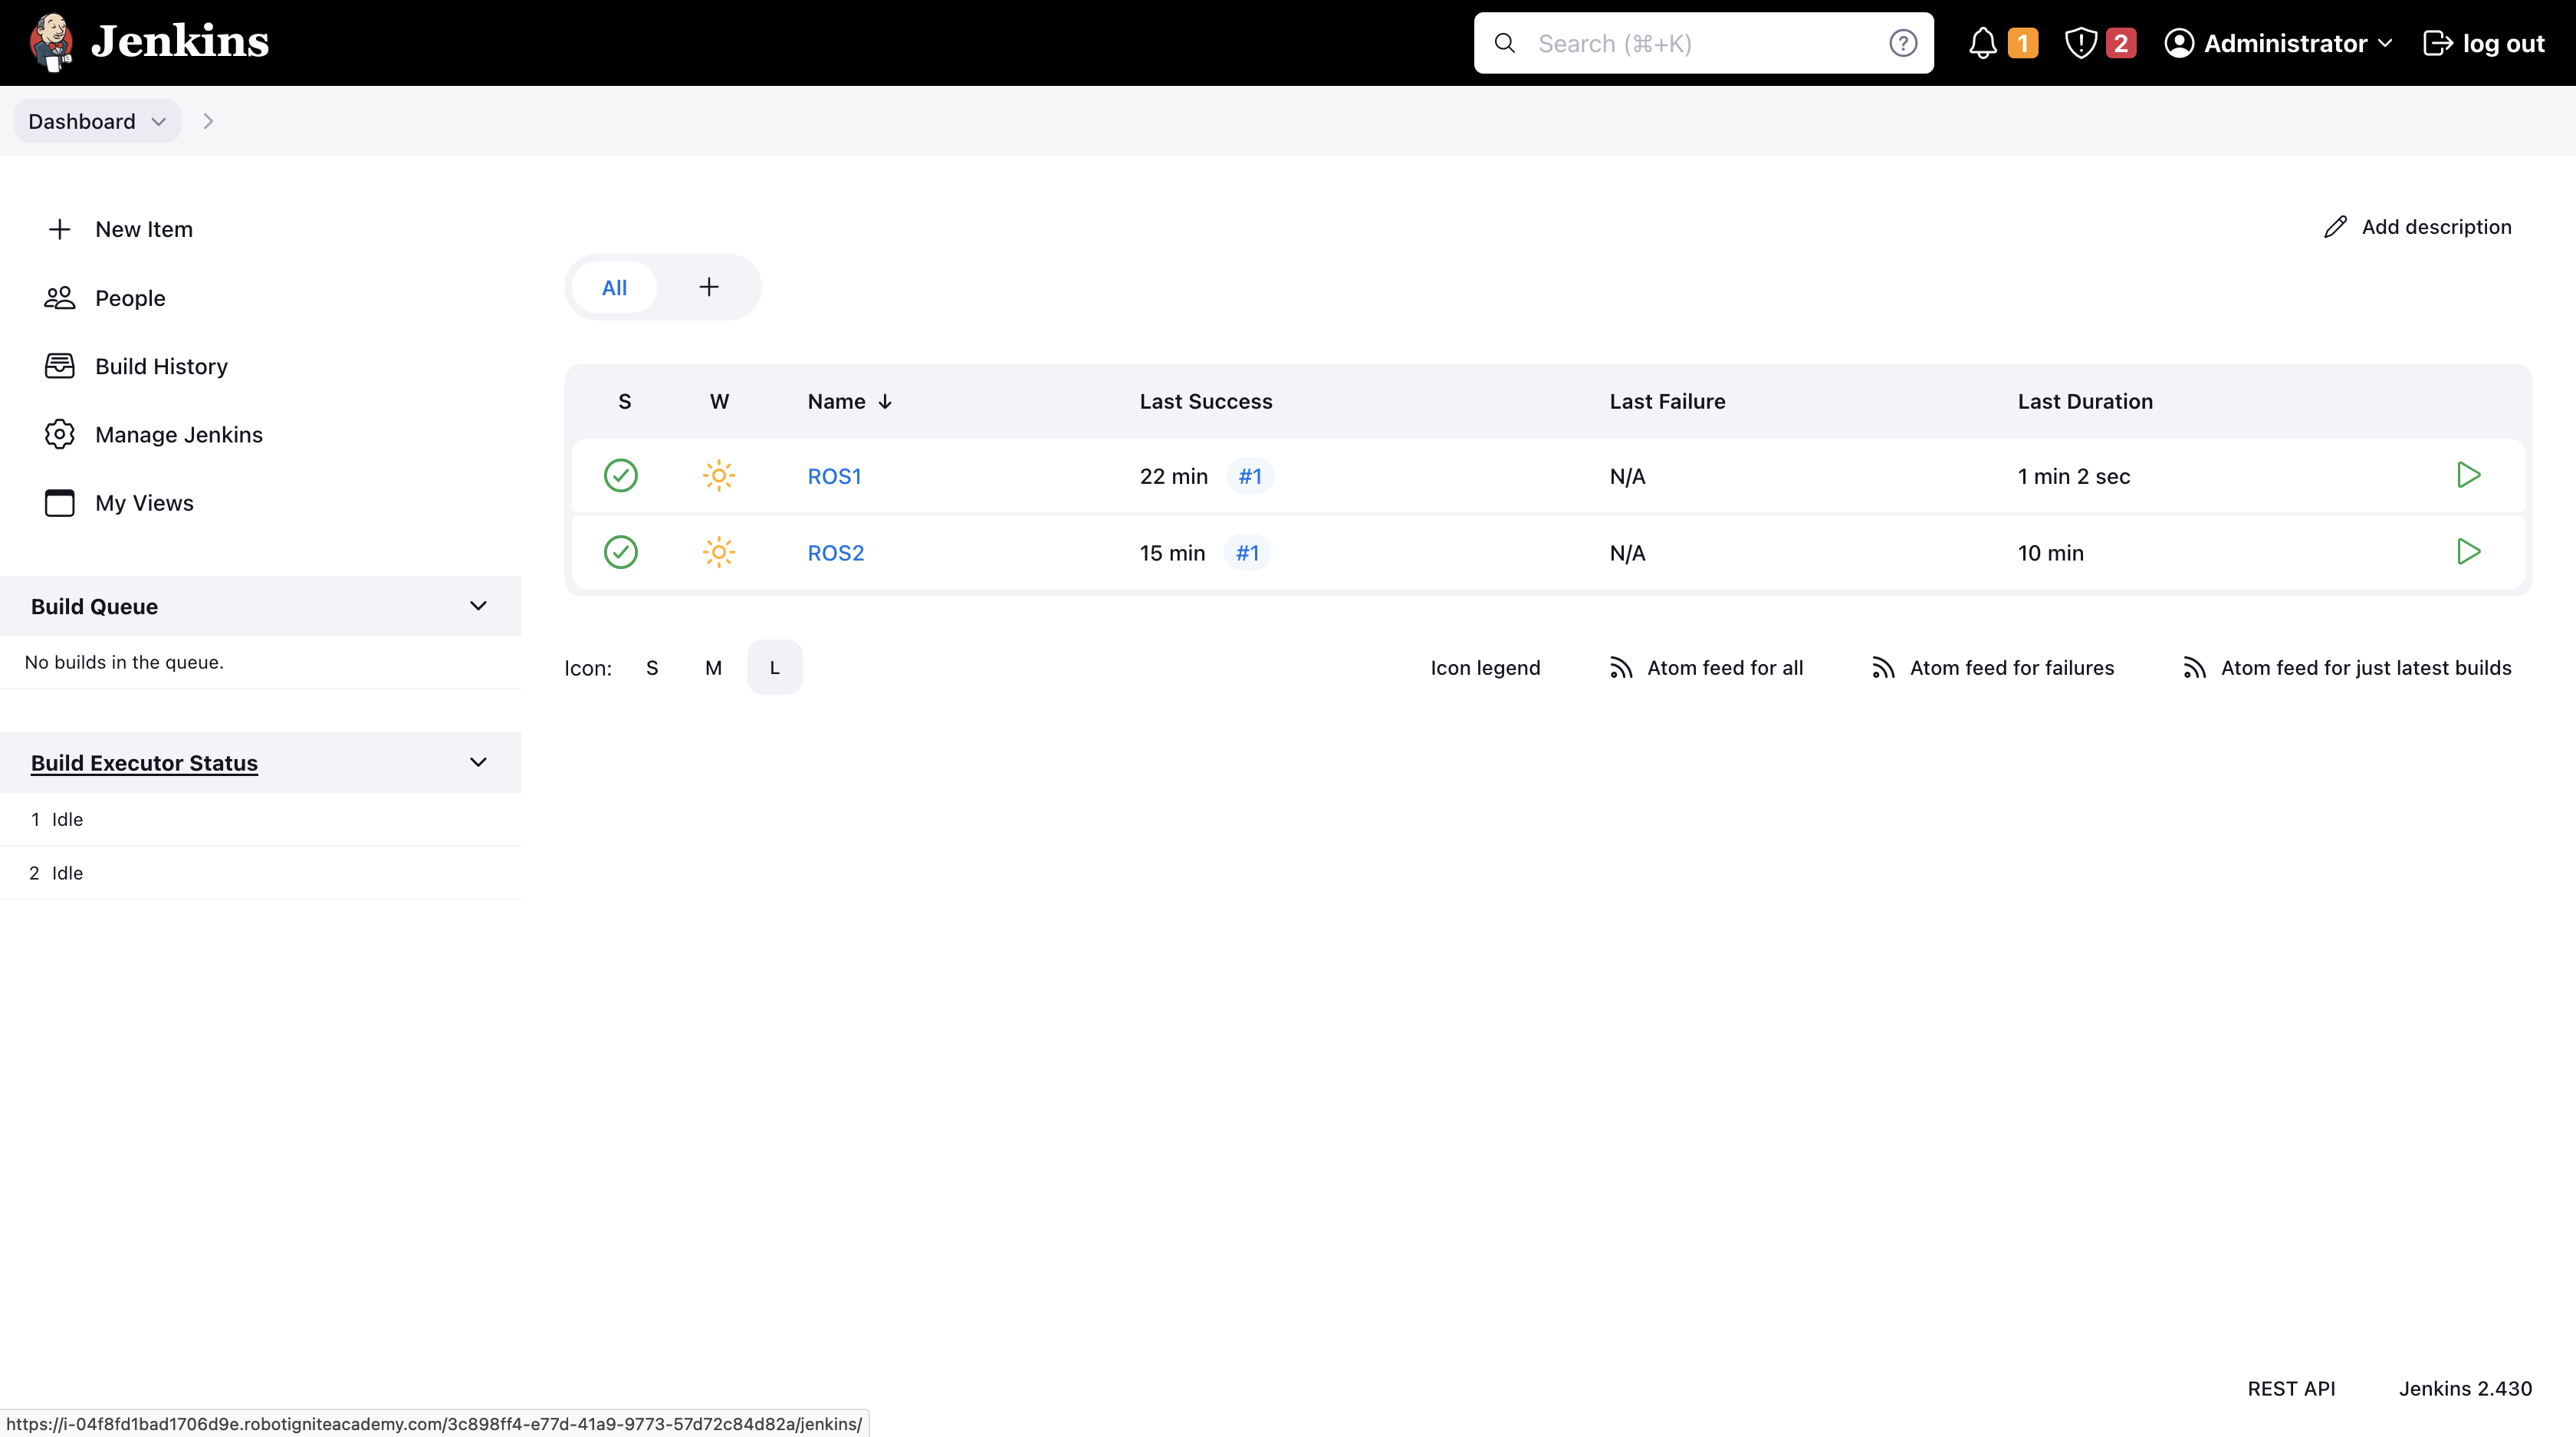 Jenkins
Search (⌘+K)
1
2
Administrator
log out
Dashboard
New Item
People
Build History
Manage Jenkins
My Views
Build Queue
No builds in the queue.
Build Executor Status
1 Idle
2 Idle
Add description
All
S W Name ↓ Last Success Last Failure Last Duration
ROS1 22 min #1 N/A 1 min 2 sec
ROS2 15 min #1 N/A 10 min
Icon: S M L
Icon legend Atom feed for all Atom feed for failures Atom feed for just latest builds
REST API Jenkins 2.430
https://i-04f8fd1bad1706d9e.robotigniteacademy.com/3c898ff4-e77d-41a9-9773-57d72c84d82a/jenkins/